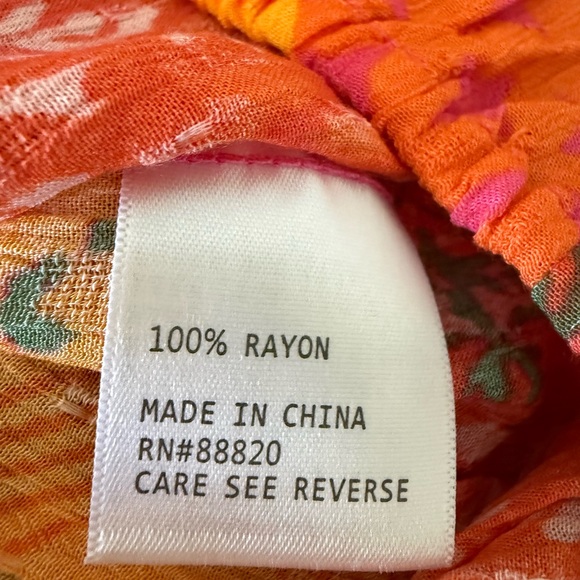 100% RAYON
MADE IN CHINA
RN#88820
CARE SEE REVERSE